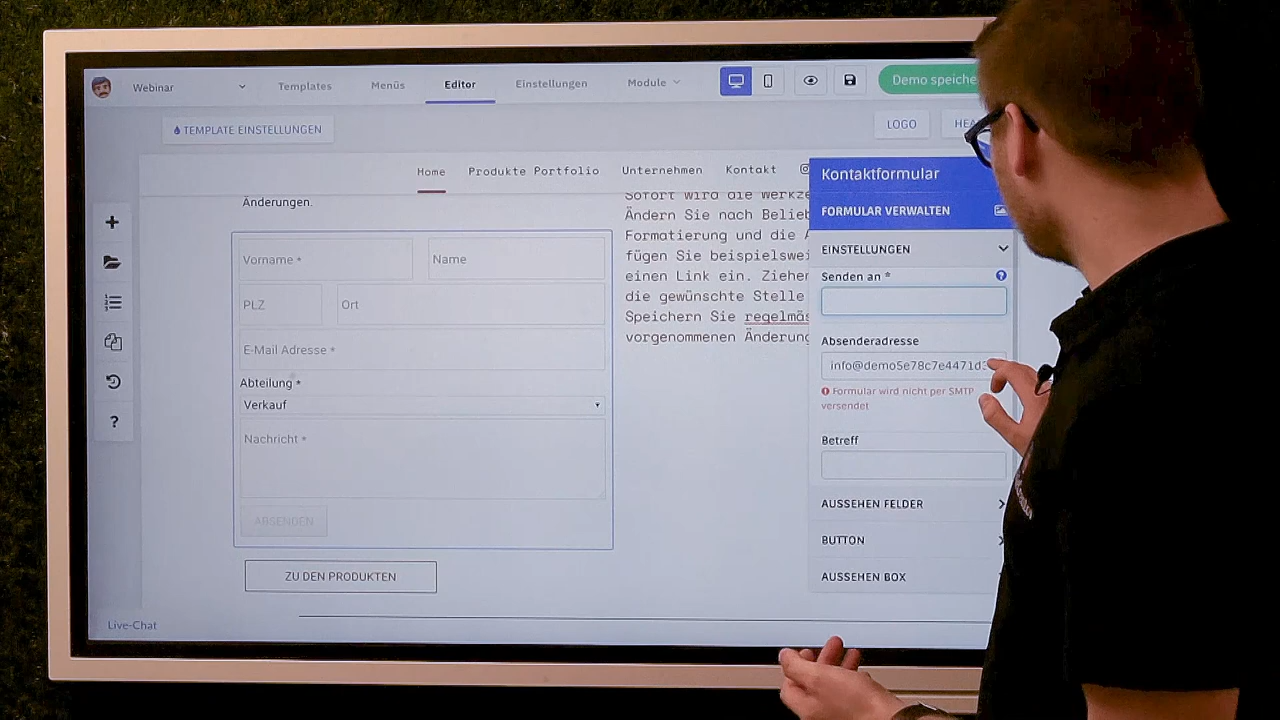 Webinar
Templates
Menüs
Editor
Einstellungen
Module
Demo speiche
TEMPLATE EINSTELLUNGEN
LOGO
HEA
Home
Produkte Portfolio
Unternehmen
Kontakt
Änderungen.
Vorname *
Name
PLZ
Ort
E-Mail Adresse *
Abteilung *
Verkauf
Nachricht *
ABSENDEN
ZU DEN PRODUKTEN
Sofort wird die Werkze
Ändern Sie nach Belieb
Formatierung und die A
fügen Sie beispielswei
einen Link ein. Ziehen
die gewünschte Stelle
Speichern Sie regelmäs
vorgenommenen Änderung
Kontaktformular
FORMULAR VERWALTEN
EINSTELLUNGEN
Senden an *
?
Absenderadresse
info@demo5e78c7e4471d3
Formular wird nicht per SMTP
versendet
Betreff
AUSSEHEN FELDER
BUTTON
AUSSEHEN BOX
?
Live-Chat